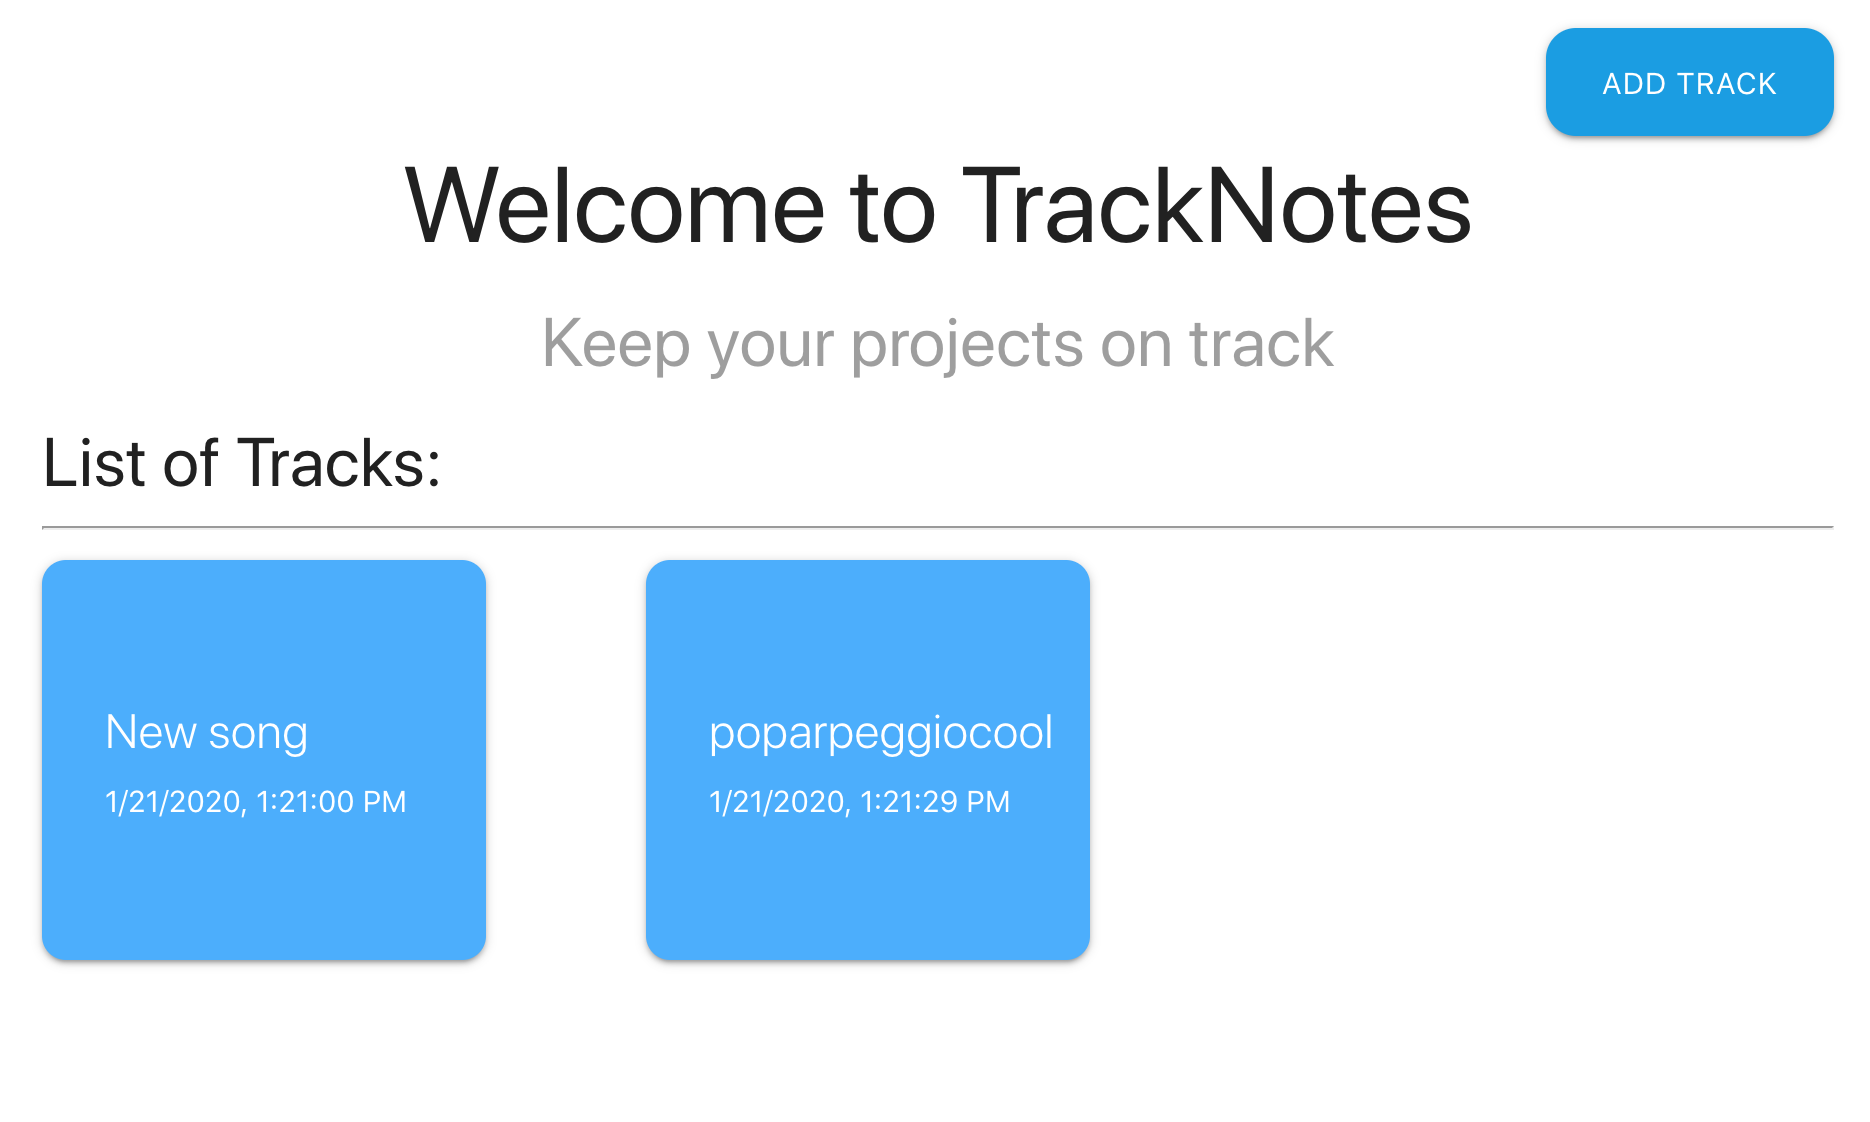 ADD TRACK
Welcome to TrackNotes
Keep your projects on track
List of Tracks:
New song
1/21/2020, 1:21:00 PM
poparpeggiocool
1/21/2020, 1:21:29 PM